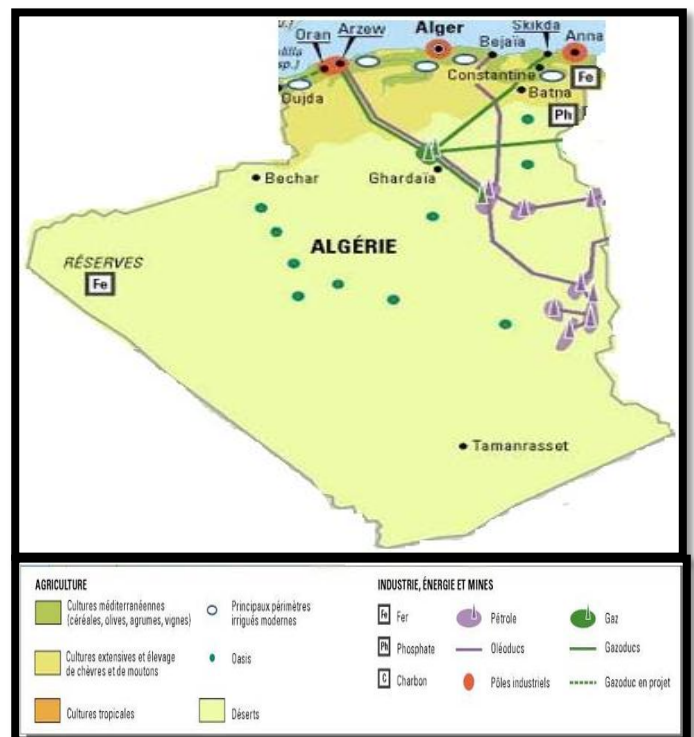 Oran
Arzew
Alger
Skikda
Bejaïa
Anna
Constantine
Fe
Oujda
Batna
Ph
Bechar
Ghardaïa
ALGÉRIE
RÉSERVES
Fe
Tamanrasset
AGRICULTURE
Cultures méditerranéennes
(céréales, olives, agrumes, vignes)
Principaux périmètres
irrigués modernes
Cultures extensives et élevage
de chèvres et de moutons
Oasis
Cultures tropicales
Déserts
INDUSTRIE, ÉNERGIE ET MINES
Fe Fer
Pétrole
Gaz
Ph Phosphate
Oléoducs
Gazoducs
C Charbon
Pôles industriels
Gazoduc en projet